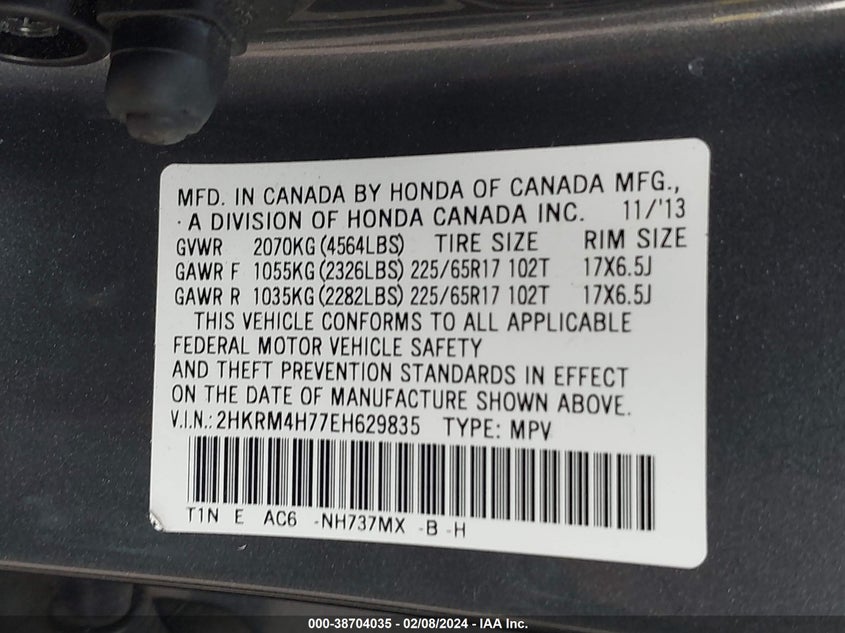 MFD. IN CANADA BY HONDA OF CANADA MFG.,
A DIVISION OF HONDA CANADA INC. 11/'13
GVWR 2070KG (4564LBS) TIRE SIZE RIM SIZE
GAWR F 1055KG (2326LBS) 225/65R17 102T 17X6.5J
GAWR R 1035KG (2282LBS) 225/65R17 102T 17X6.5J
THIS VEHICLE CONFORMS TO ALL APPLICABLE
FEDERAL MOTOR VEHICLE SAFETY
AND THEFT PREVENTION STANDARDS IN EFFECT
ON THE DATE OF MANUFACTURE SHOWN ABOVE.
V.I.N.: 2HKRM4H77EH629835 TYPE: MPV
T1N E AC6 -NH737MX -B -H
000-38704035 - 02/08/2024 - IAA Inc.